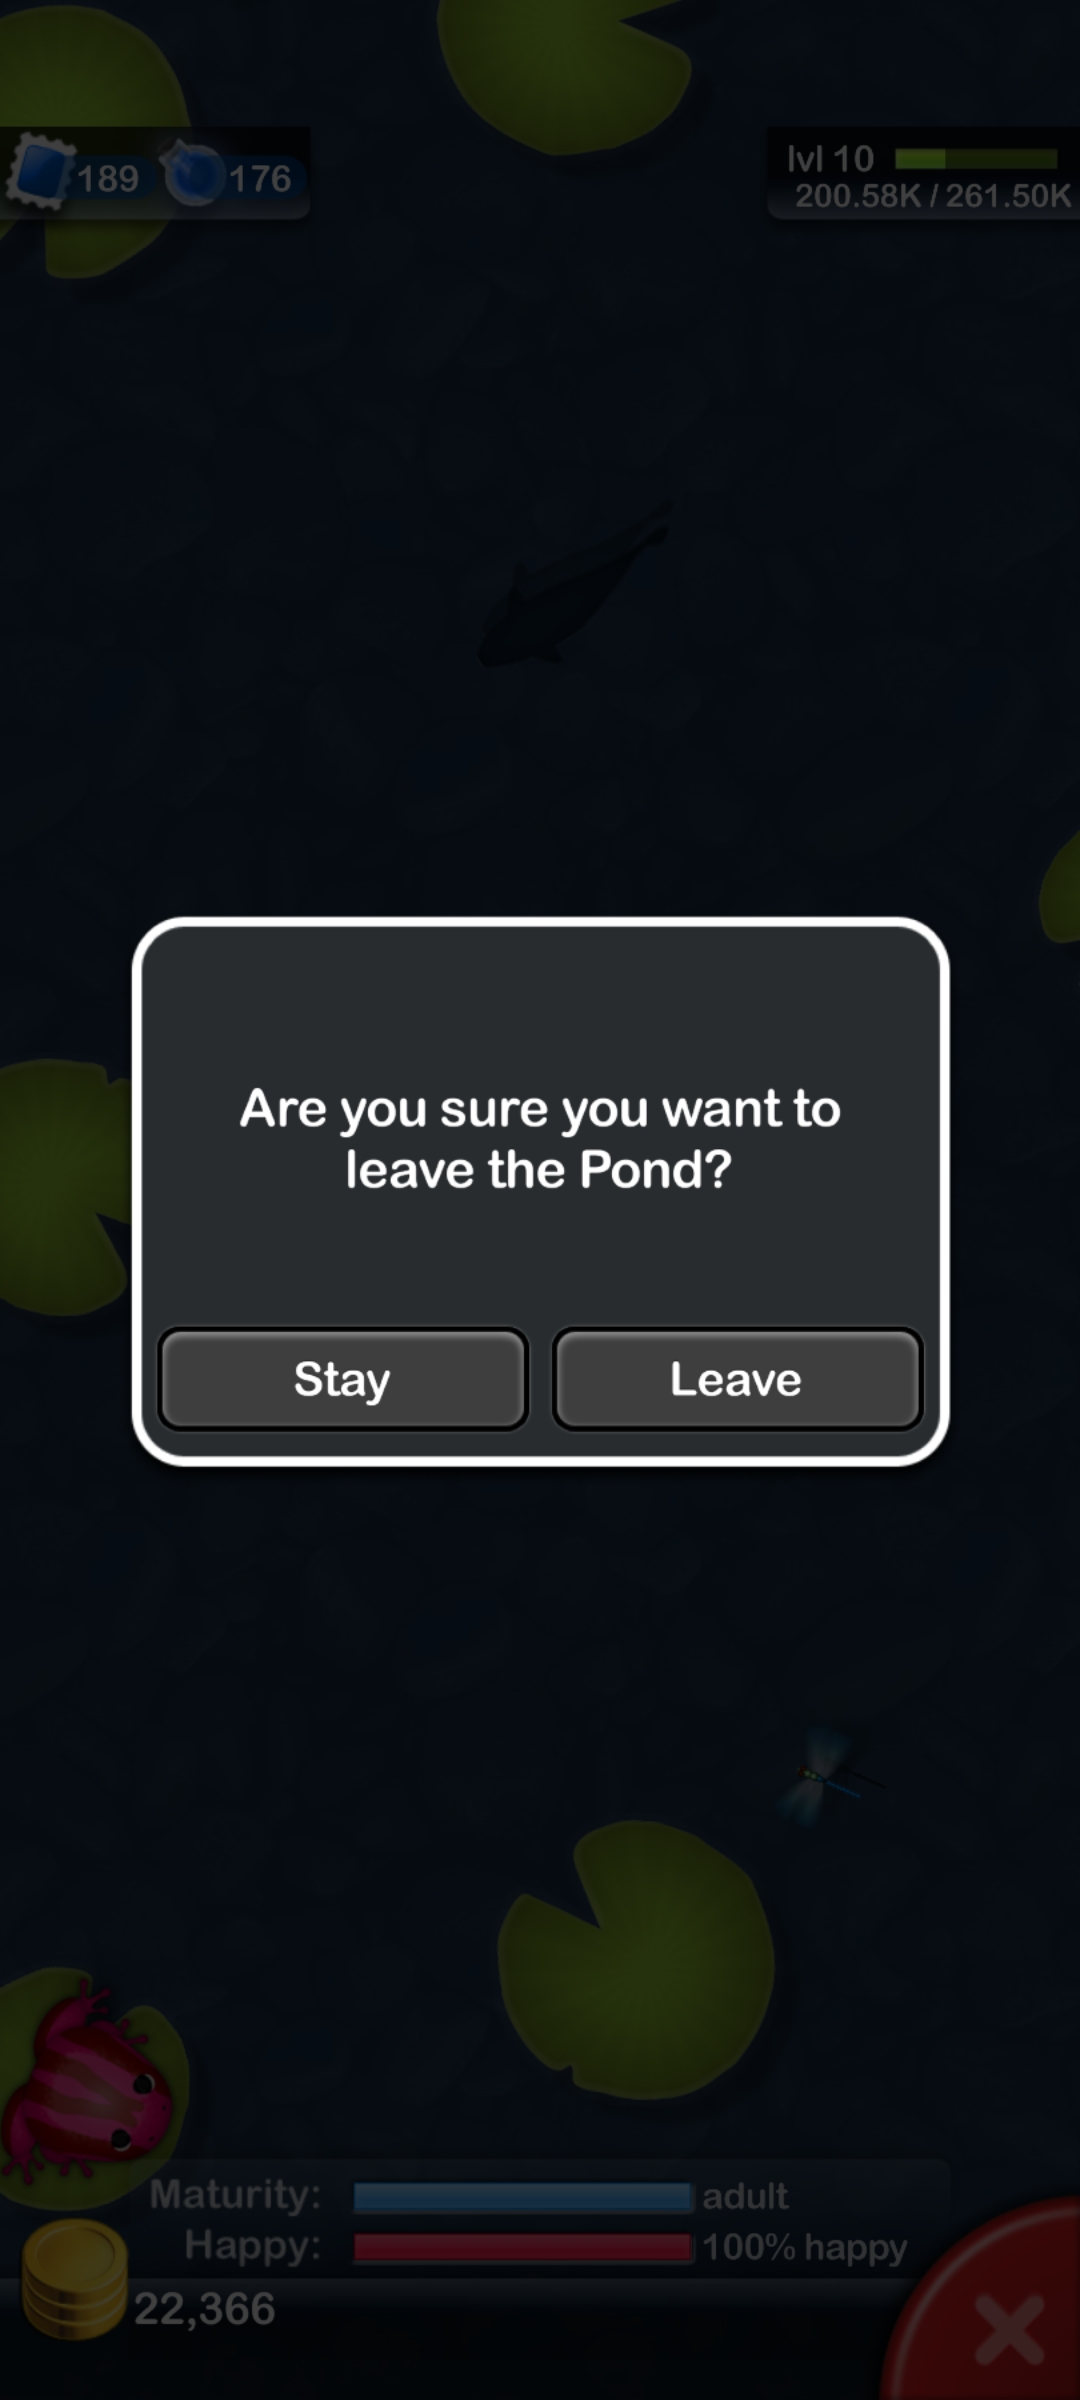 189 176
lvl 10
200.58K / 261.50K
Are you sure you want to
leave the Pond?
Stay Leave
Maturity: adult
Happy: 100% happy
22,366